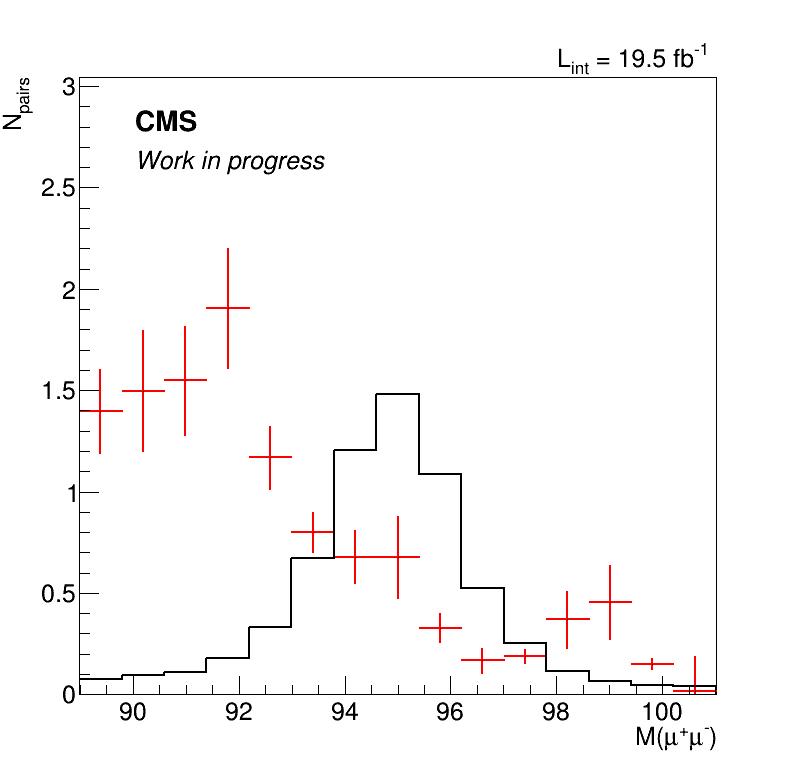 L_int = 19.5 fb^-1
N_pairs
CMS
Work in progress
3
2.5
2
1.5
1
0.5
0
90 92 94 96 98 100
M(μ^+μ^-)